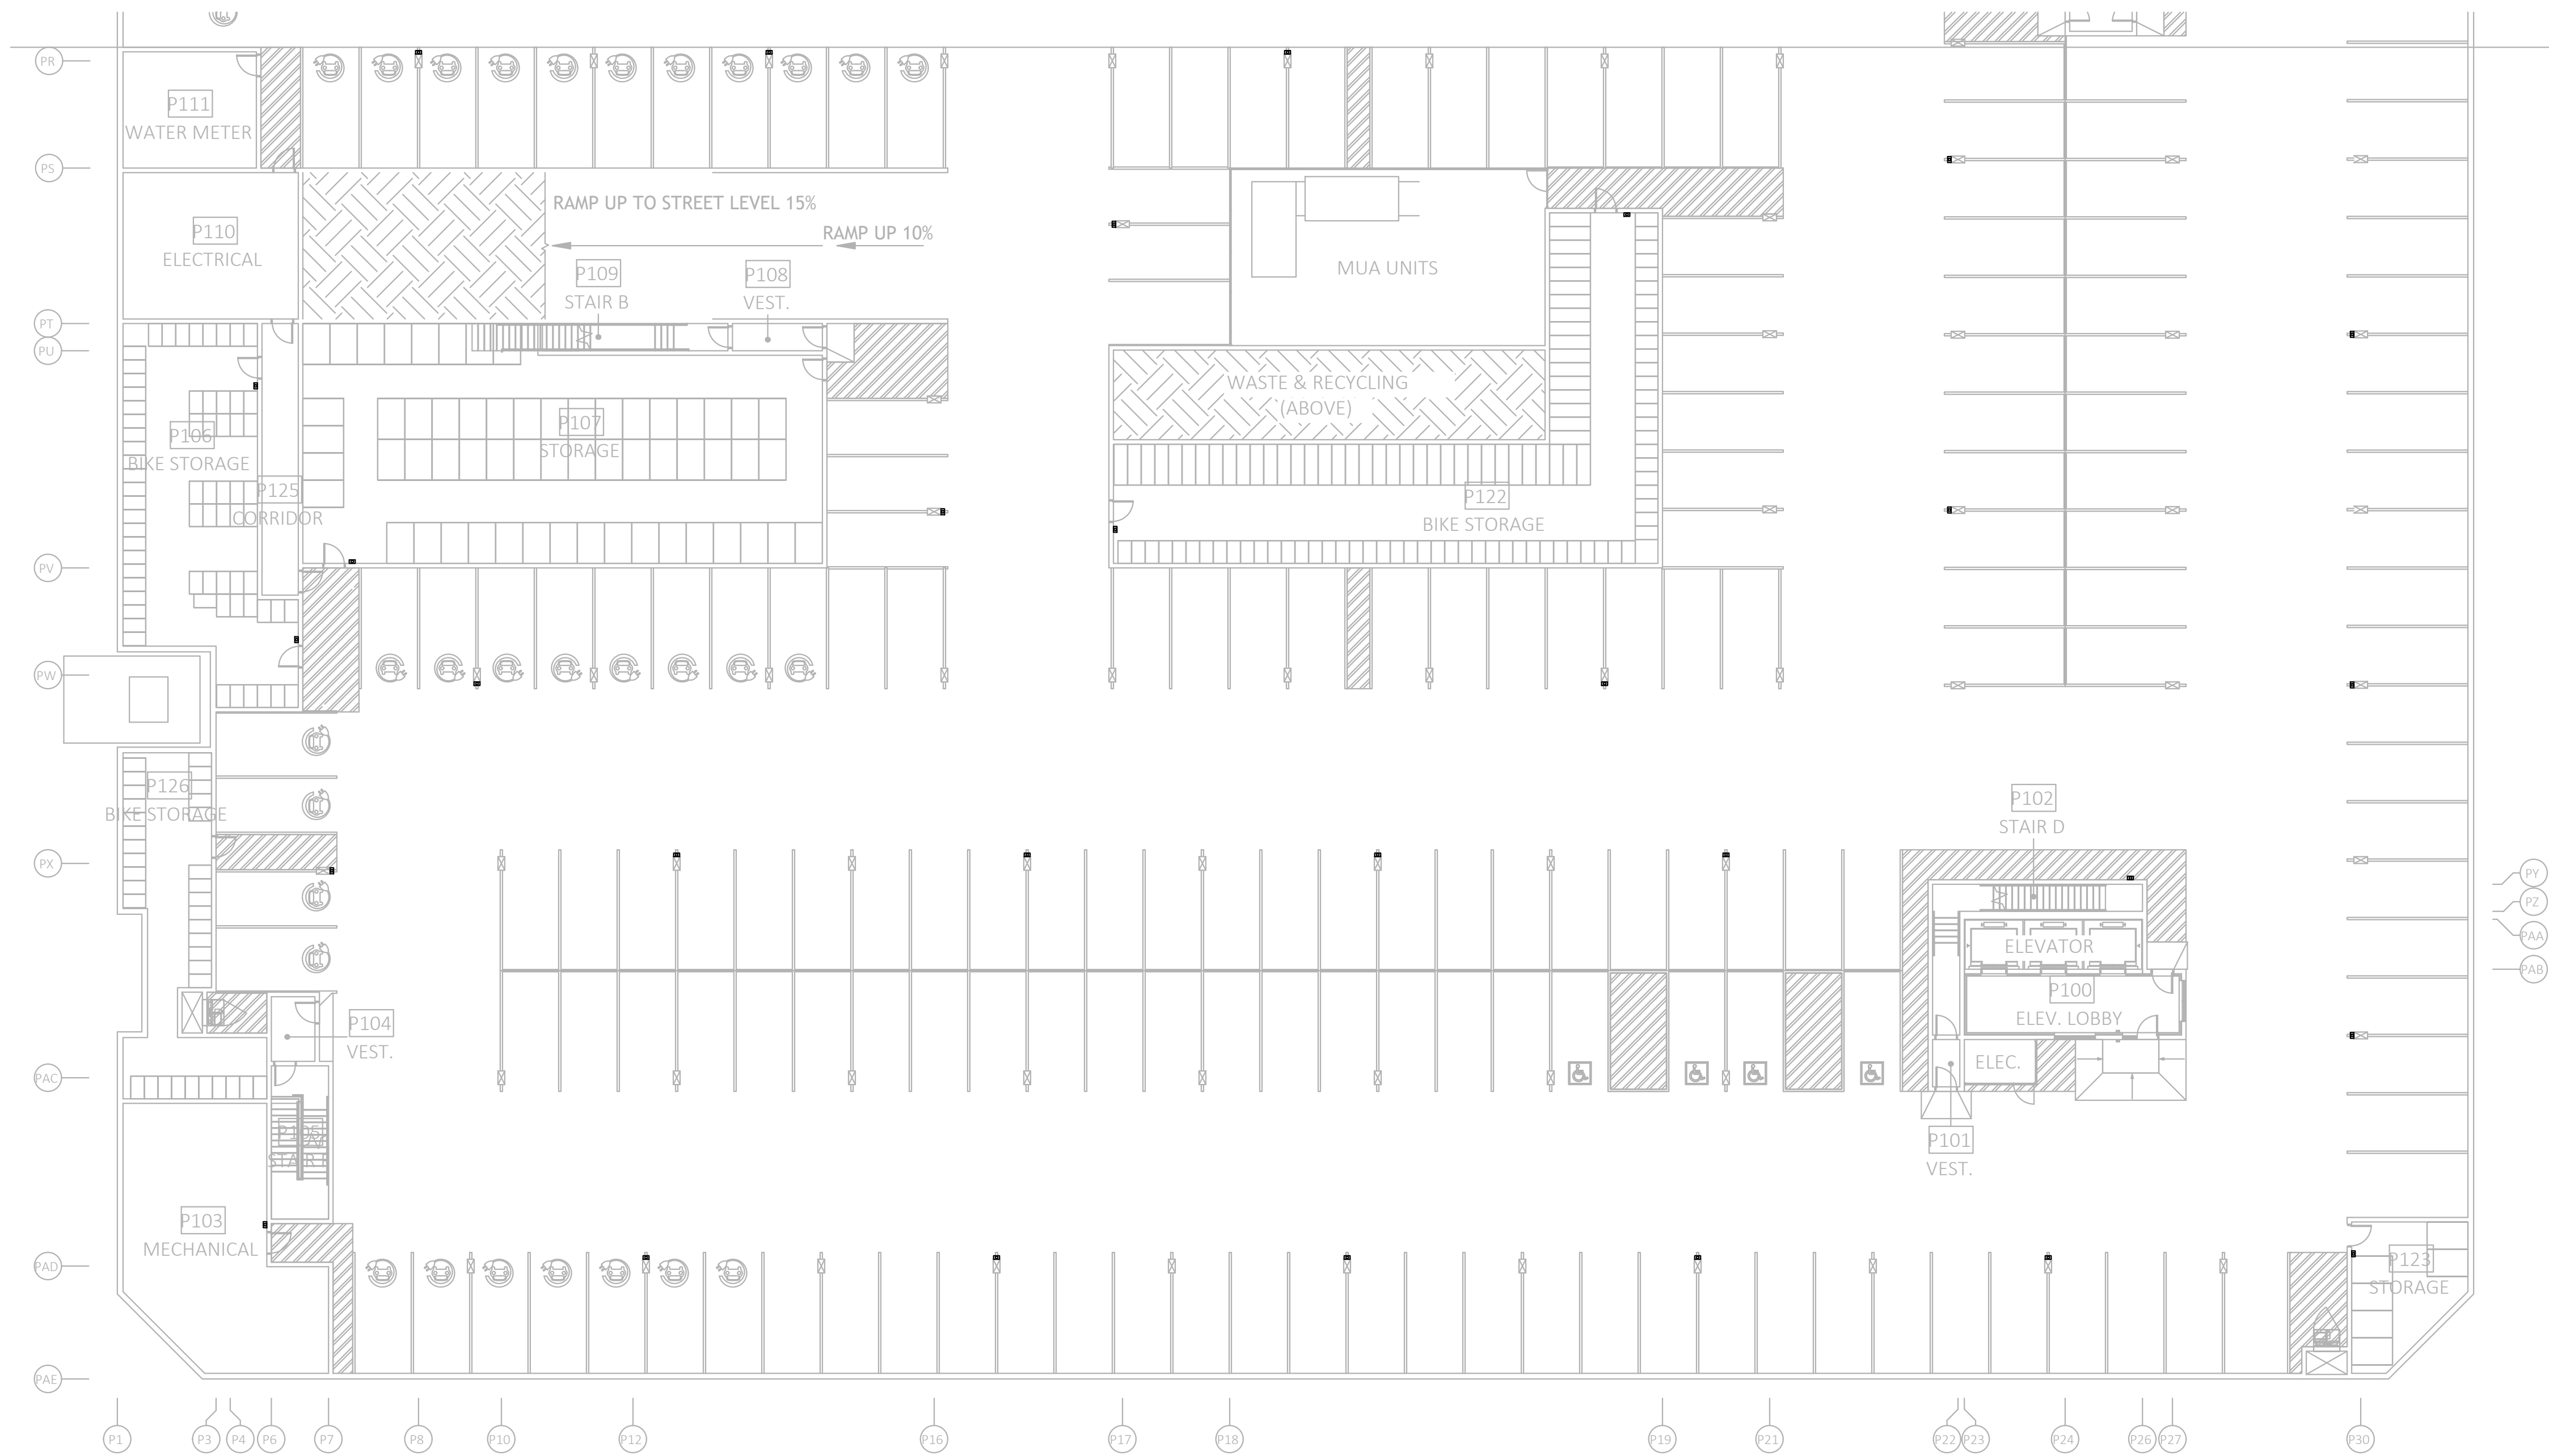 PR
P111
WATER METER
PS
RAMP UP TO STREET LEVEL 15%
P110
ELECTRICAL
RAMP UP 10%
P109
STAIR B
P108
VEST.
MUA UNITS
PT
PU
WASTE & RECYCLING
(ABOVE)
P106
BIKE STORAGE
P107
STORAGE
P125
CORRIDOR
P122
BIKE STORAGE
PV
PW
P126
BIKE STORAGE
P102
STAIR D
PX
PY
PZ
PAA
PAB
ELEVATOR
P100
ELEV. LOBBY
P104
VEST.
ELEC.
PAC
P105
STAIR
P101
VEST.
P103
MECHANICAL
PAD
P123
STORAGE
PAE
P1
P3
P4
P6
P7
P8
P10
P12
P16
P17
P18
P19
P21
P22
P23
P24
P26
P27
P30